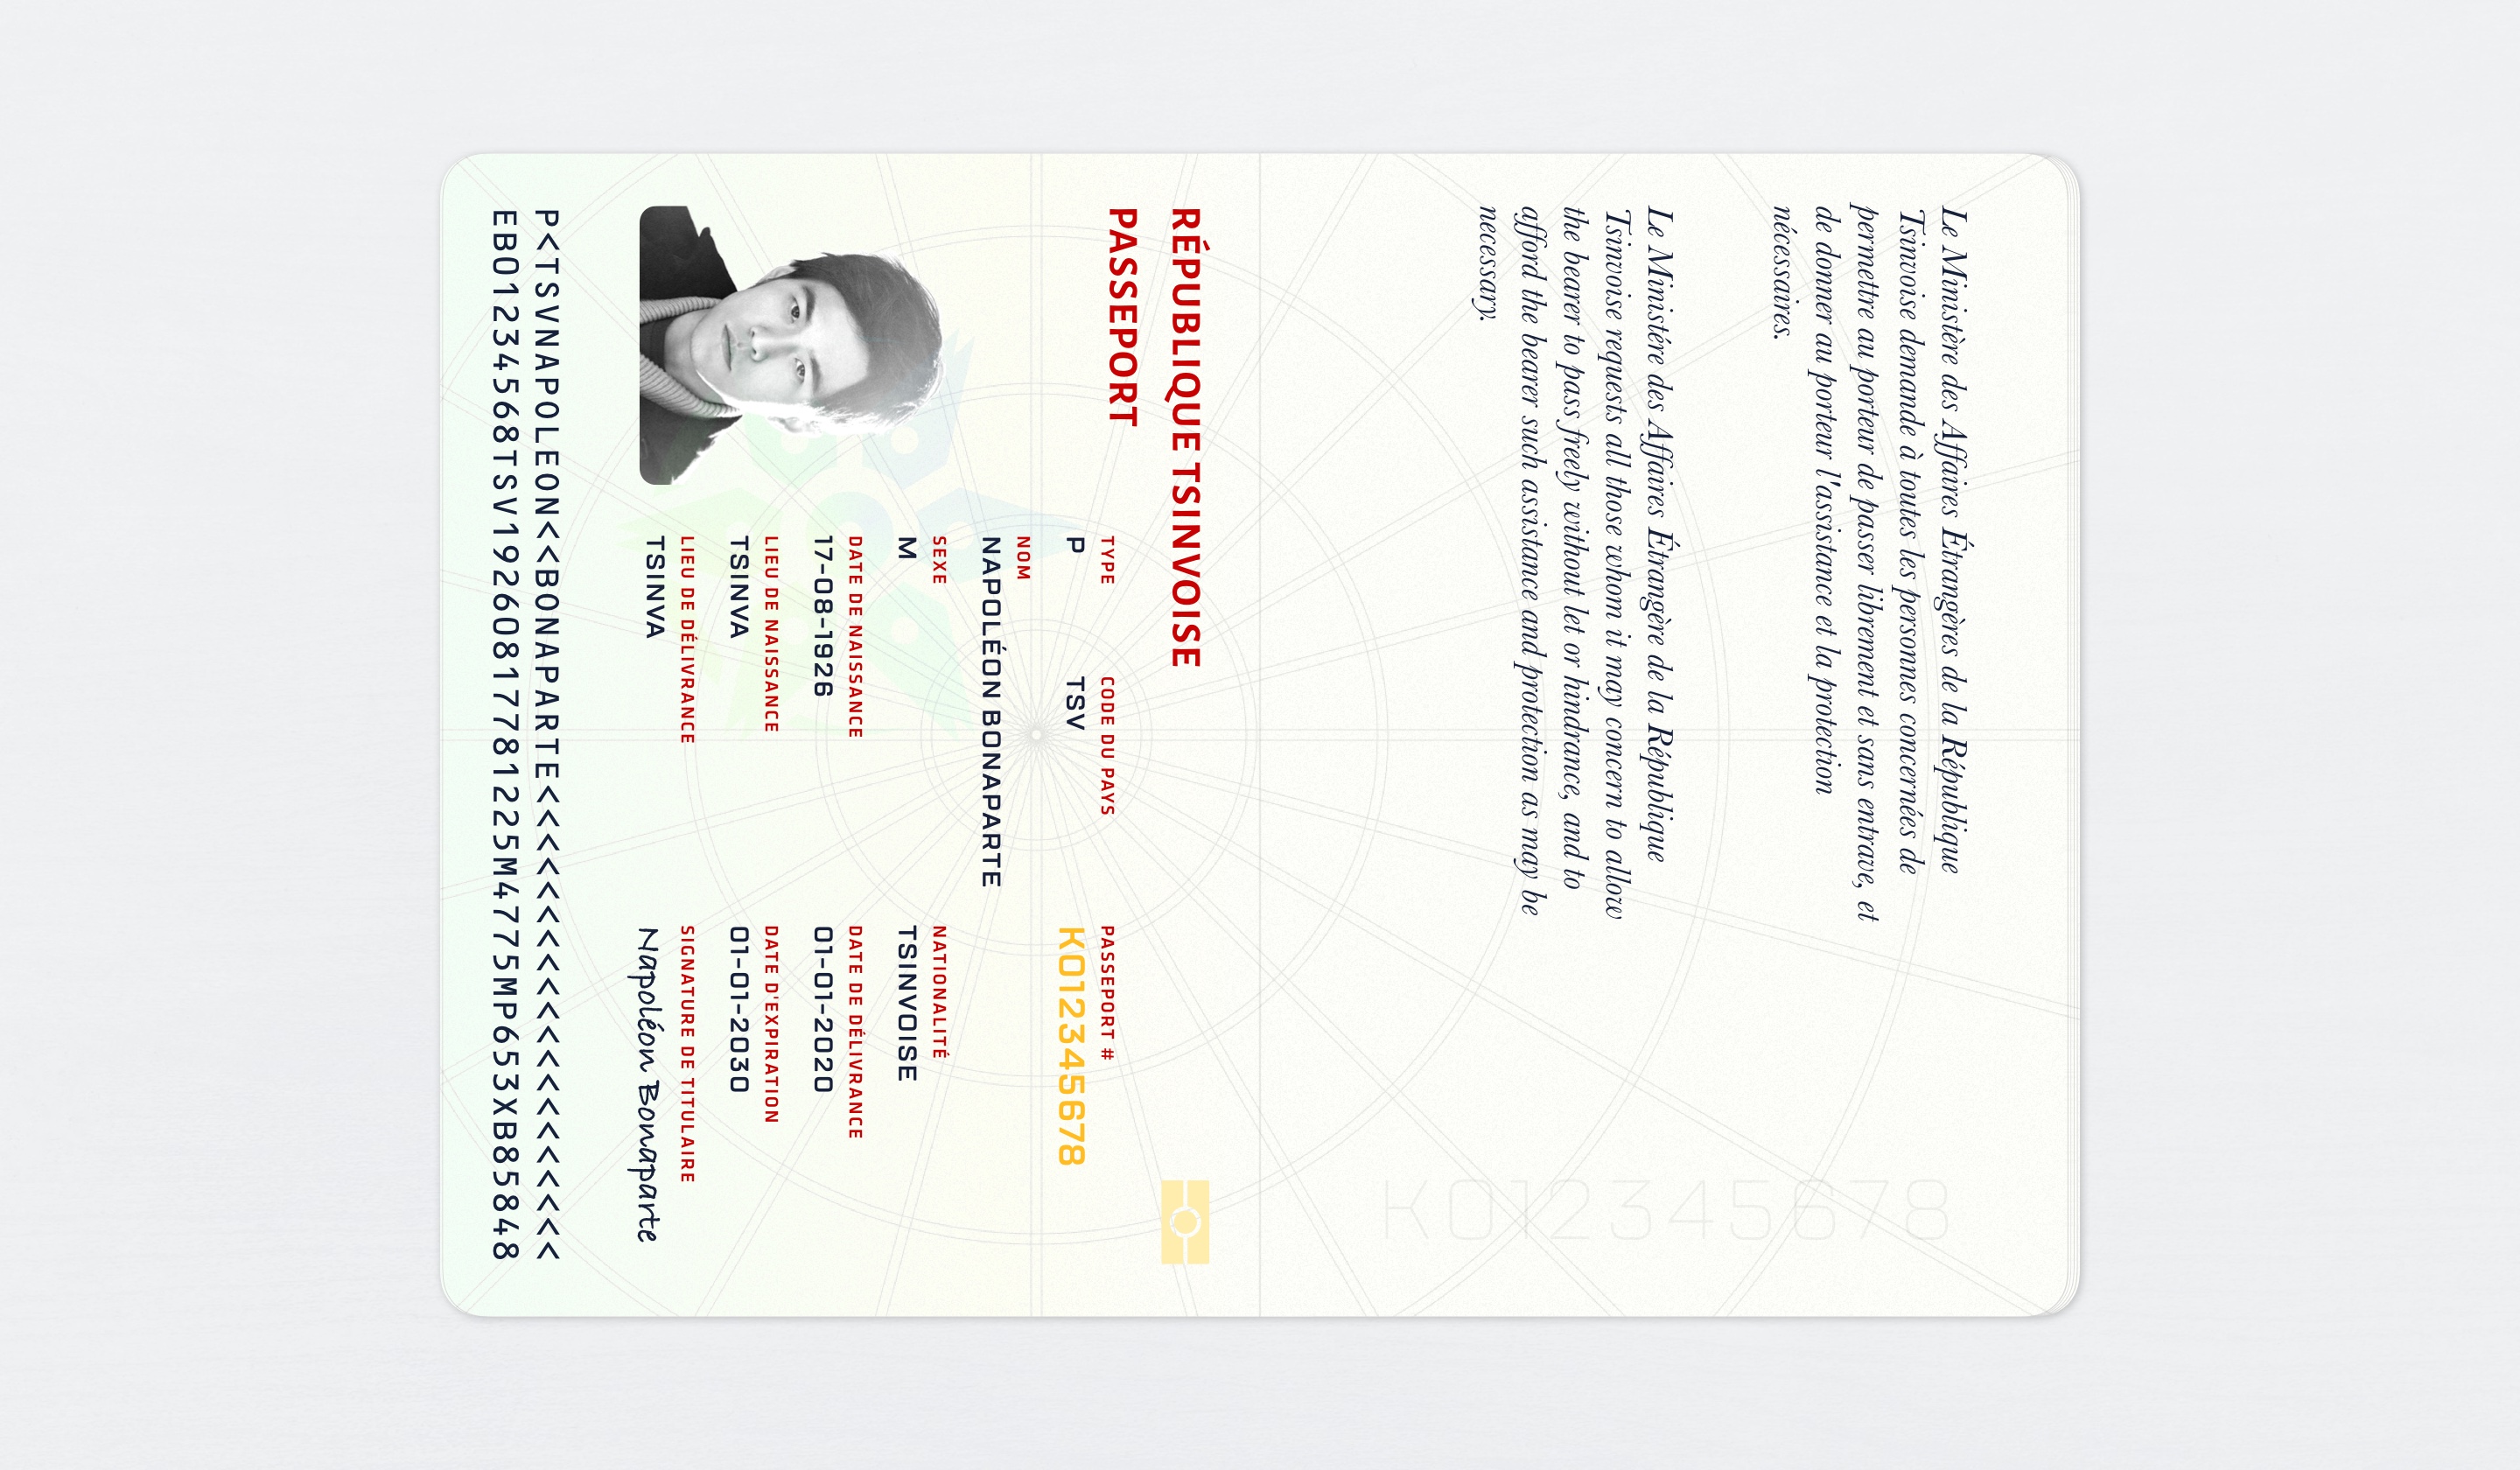 Le Ministère des Affaires Étrangères de la République
Tsinvoise demande à toutes les personnes concernées de
permettre au porteur de passer librement et sans entrave, et
de donner au porteur l'assistance et la protection
nécessaires.
Le Ministére des Affaires Étrangère de la République
Tsinvoise requests all those whom it may concern to allow
the bearer to pass freely without let or hindrance, and to
afford the bearer such assistance and protection as may be
necessary.
K012345678
RÉPUBLIQUE TSINVOISE
PASSEPORT
TYPE CODE DU PAYS PASSEPORT #
P TSV K012345678
NOM
NAPOLÉON BONAPARTE
SEXE NATIONALITÉ
M TSINVOISE
DATE DE NAISSANCE DATE DE DÉLIVRANCE
17-08-1926 01-01-2020
LIEU DE NAISSANCE DATE D'EXPIRATION
TSINVA 01-01-2030
LIEU DE DÉLIVRANCE SIGNATURE DE TITULAIRE
TSINVA Napoléon Bonaparte
P<TSVNAPOLEON<<BONAPARTE<<<<<<<<<<<<<<<<<<<<
EB01234568TSV19260817781225M4775MP653XB85848